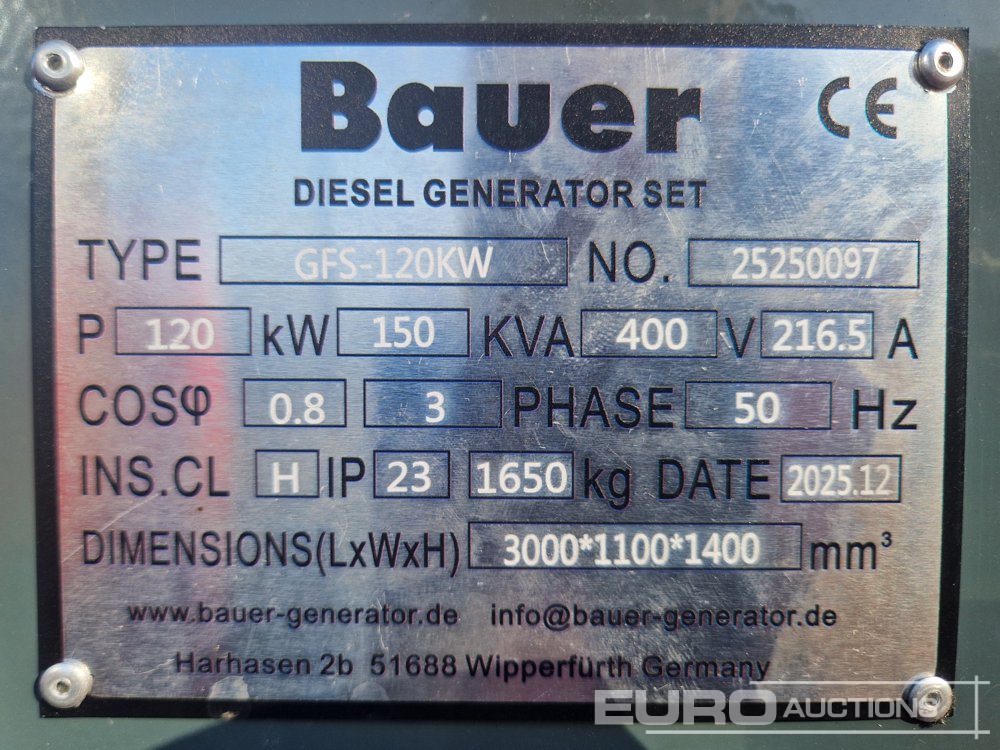 Bauer CE
DIESEL GENERATOR SET
TYPE GFS-120KW NO. 25250097
P 120 kW 150 KVA 400 V 216.5 A
COSφ 0.8 3 PHASE 50 Hz
INS.CL H IP 23 1650 kg DATE 2025.12
DIMENSIONS(LxWxH) 3000*1100*1400 mm³
www.bauer-generator.de info@bauer-generator.de
Harhasen 2b 51688 Wipperfürth Germany
EURO AUCTIONS